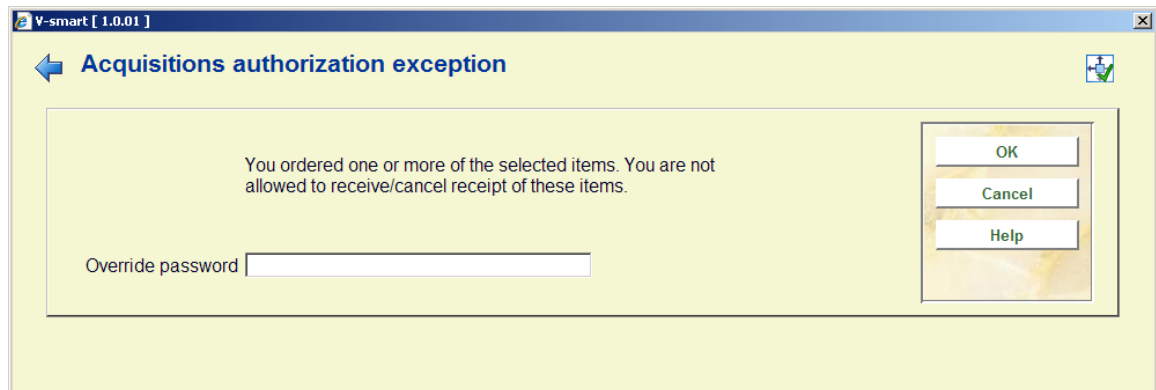 V-smart [ 1.0.01 ]
Acquisitions authorization exception
You ordered one or more of the selected items. You are not
allowed to receive/cancel receipt of these items.
OK
Cancel
Help
Override password